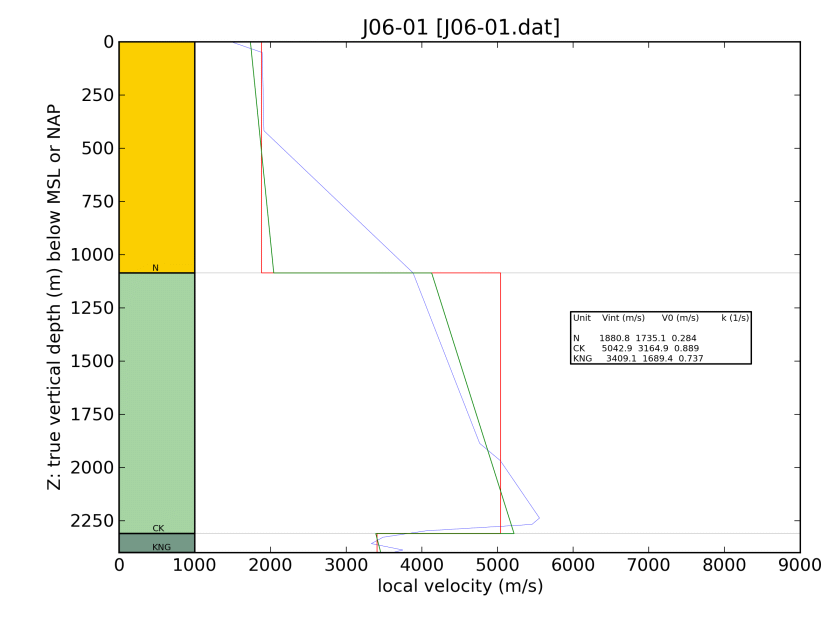 J06-01 [J06-01.dat]
Z: true vertical depth (m) below MSL or NAP
0
250
500
750
1000
1250
1500
1750
2000
2250
N
CK
KNG
Unit Vint (m/s) V0 (m/s) k (1/s)
N 1880.8 1735.1 0.284
CK 5042.9 3164.9 0.889
KNG 3409.1 1689.4 0.737
0 1000 2000 3000 4000 5000 6000 7000 8000 9000
local velocity (m/s)